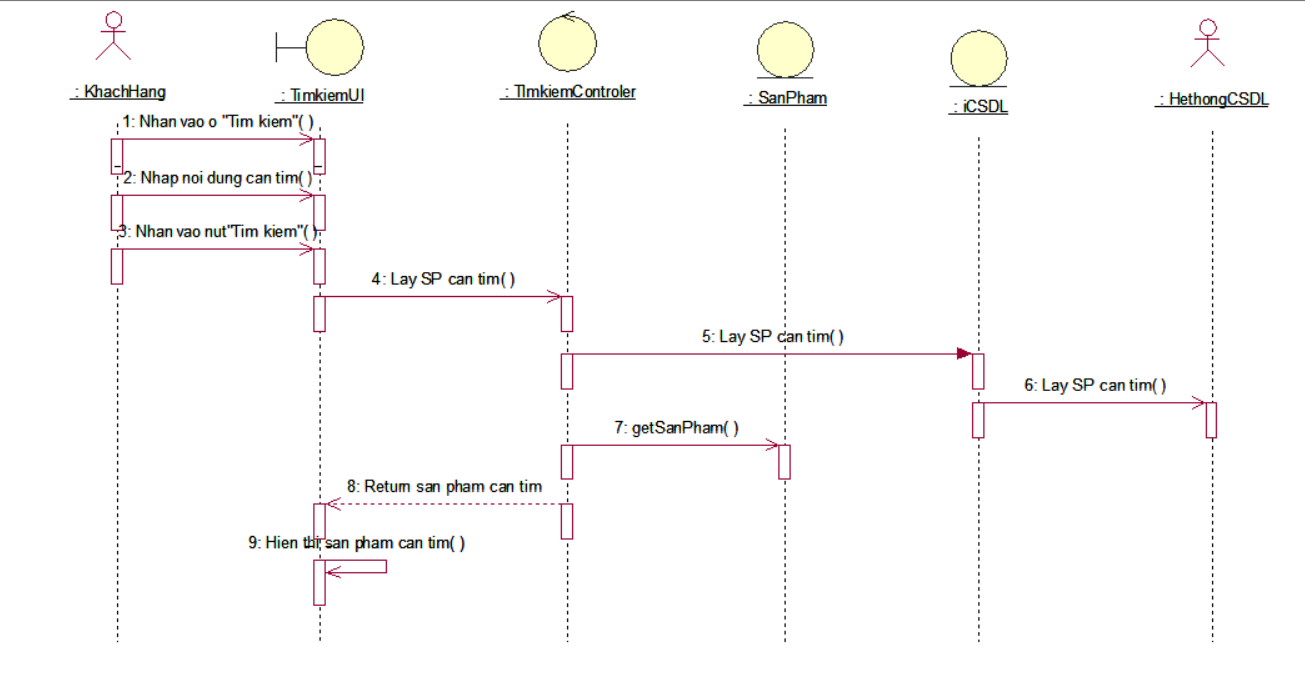 : KhachHang
: TimkiemUI
: TImkiemControler
: SanPham
: iCSDL
: HethongCSDL
1: Nhan vao o "Tim kiem"( )
2: Nhap noi dung can tim( )
3: Nhan vao nut"Tim kiem"( )
4: Lay SP can tim( )
5: Lay SP can tim( )
6: Lay SP can tim( )
7: getSanPham( )
8: Return san pham can tim
9: Hien thi san pham can tim( )